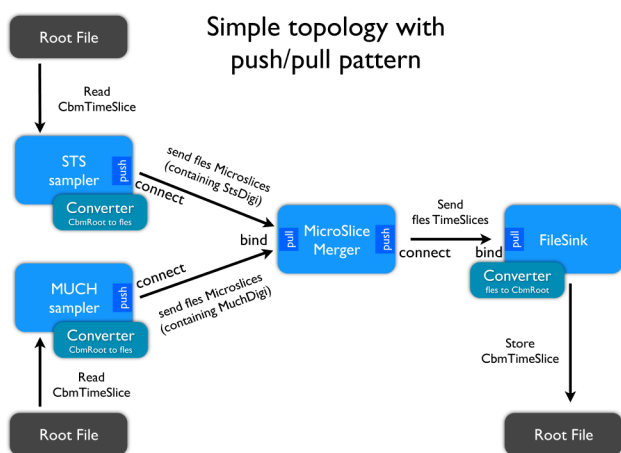 Simple topology with
push/pull pattern
Root File
Read
CbmTimeSlice
STS
sampler
push
Converter
CbmRoot to fles
connect
send fles Microslices
(containing StsDigi)
MUCH
sampler
push
Converter
CbmRoot to fles
connect
send fles Microslices
(containing MuchDigi)
Read
CbmTimeSlice
Root File
bind
pull
MicroSlice
Merger
push
connect
Send
fles TimeSlices
bind
pull
FileSink
Converter
fles to CbmRoot
Store
CbmTimeSlice
Root File